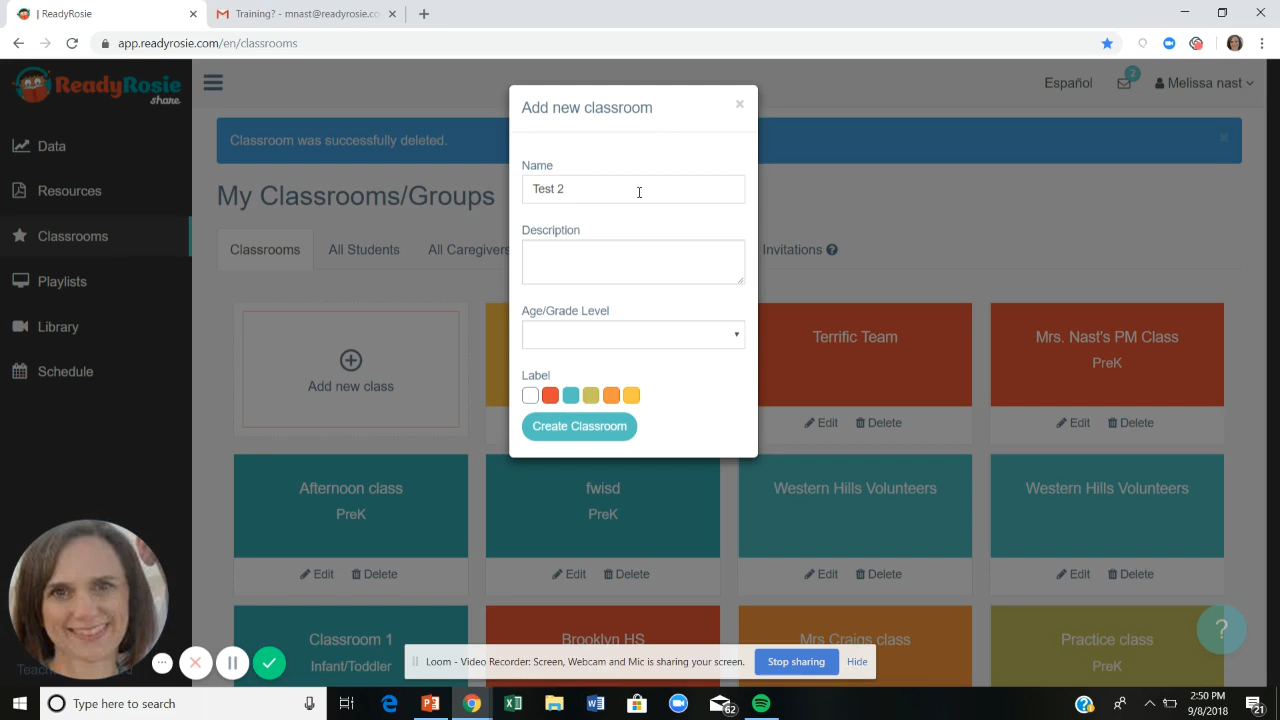 | ReadyRosie
Training? - mnast@readyrosie.co
app.readyrosie.com/en/classrooms
ReadyRosie
share
Español
2
Melissa nast
Data
Resources
Classrooms
Playlists
Library
Schedule
Classroom was successfully deleted.
My Classrooms/Groups
Classrooms
All Students
All Caregivers
Invitations
Add new classroom
Name
Test 2
Description
Age/Grade Level
Label
Create Classroom
Add new class
Terrific Team
Edit Delete
Mrs. Nast's PM Class
PreK
Edit Delete
Afternoon class
PreK
Edit Delete
fwisd
PreK
Edit Delete
Western Hills Volunteers
Edit Delete
Western Hills Volunteers
Edit Delete
Classroom 1
Infant/Toddler
Brooklyn HS
Mrs Craigs class
Practice class
PreK
?
Loom - Video Recorder: Screen, Webcam and Mic is sharing your screen.
Stop sharing
Hide
Type here to search
62
2:50 PM
9/8/2018
21